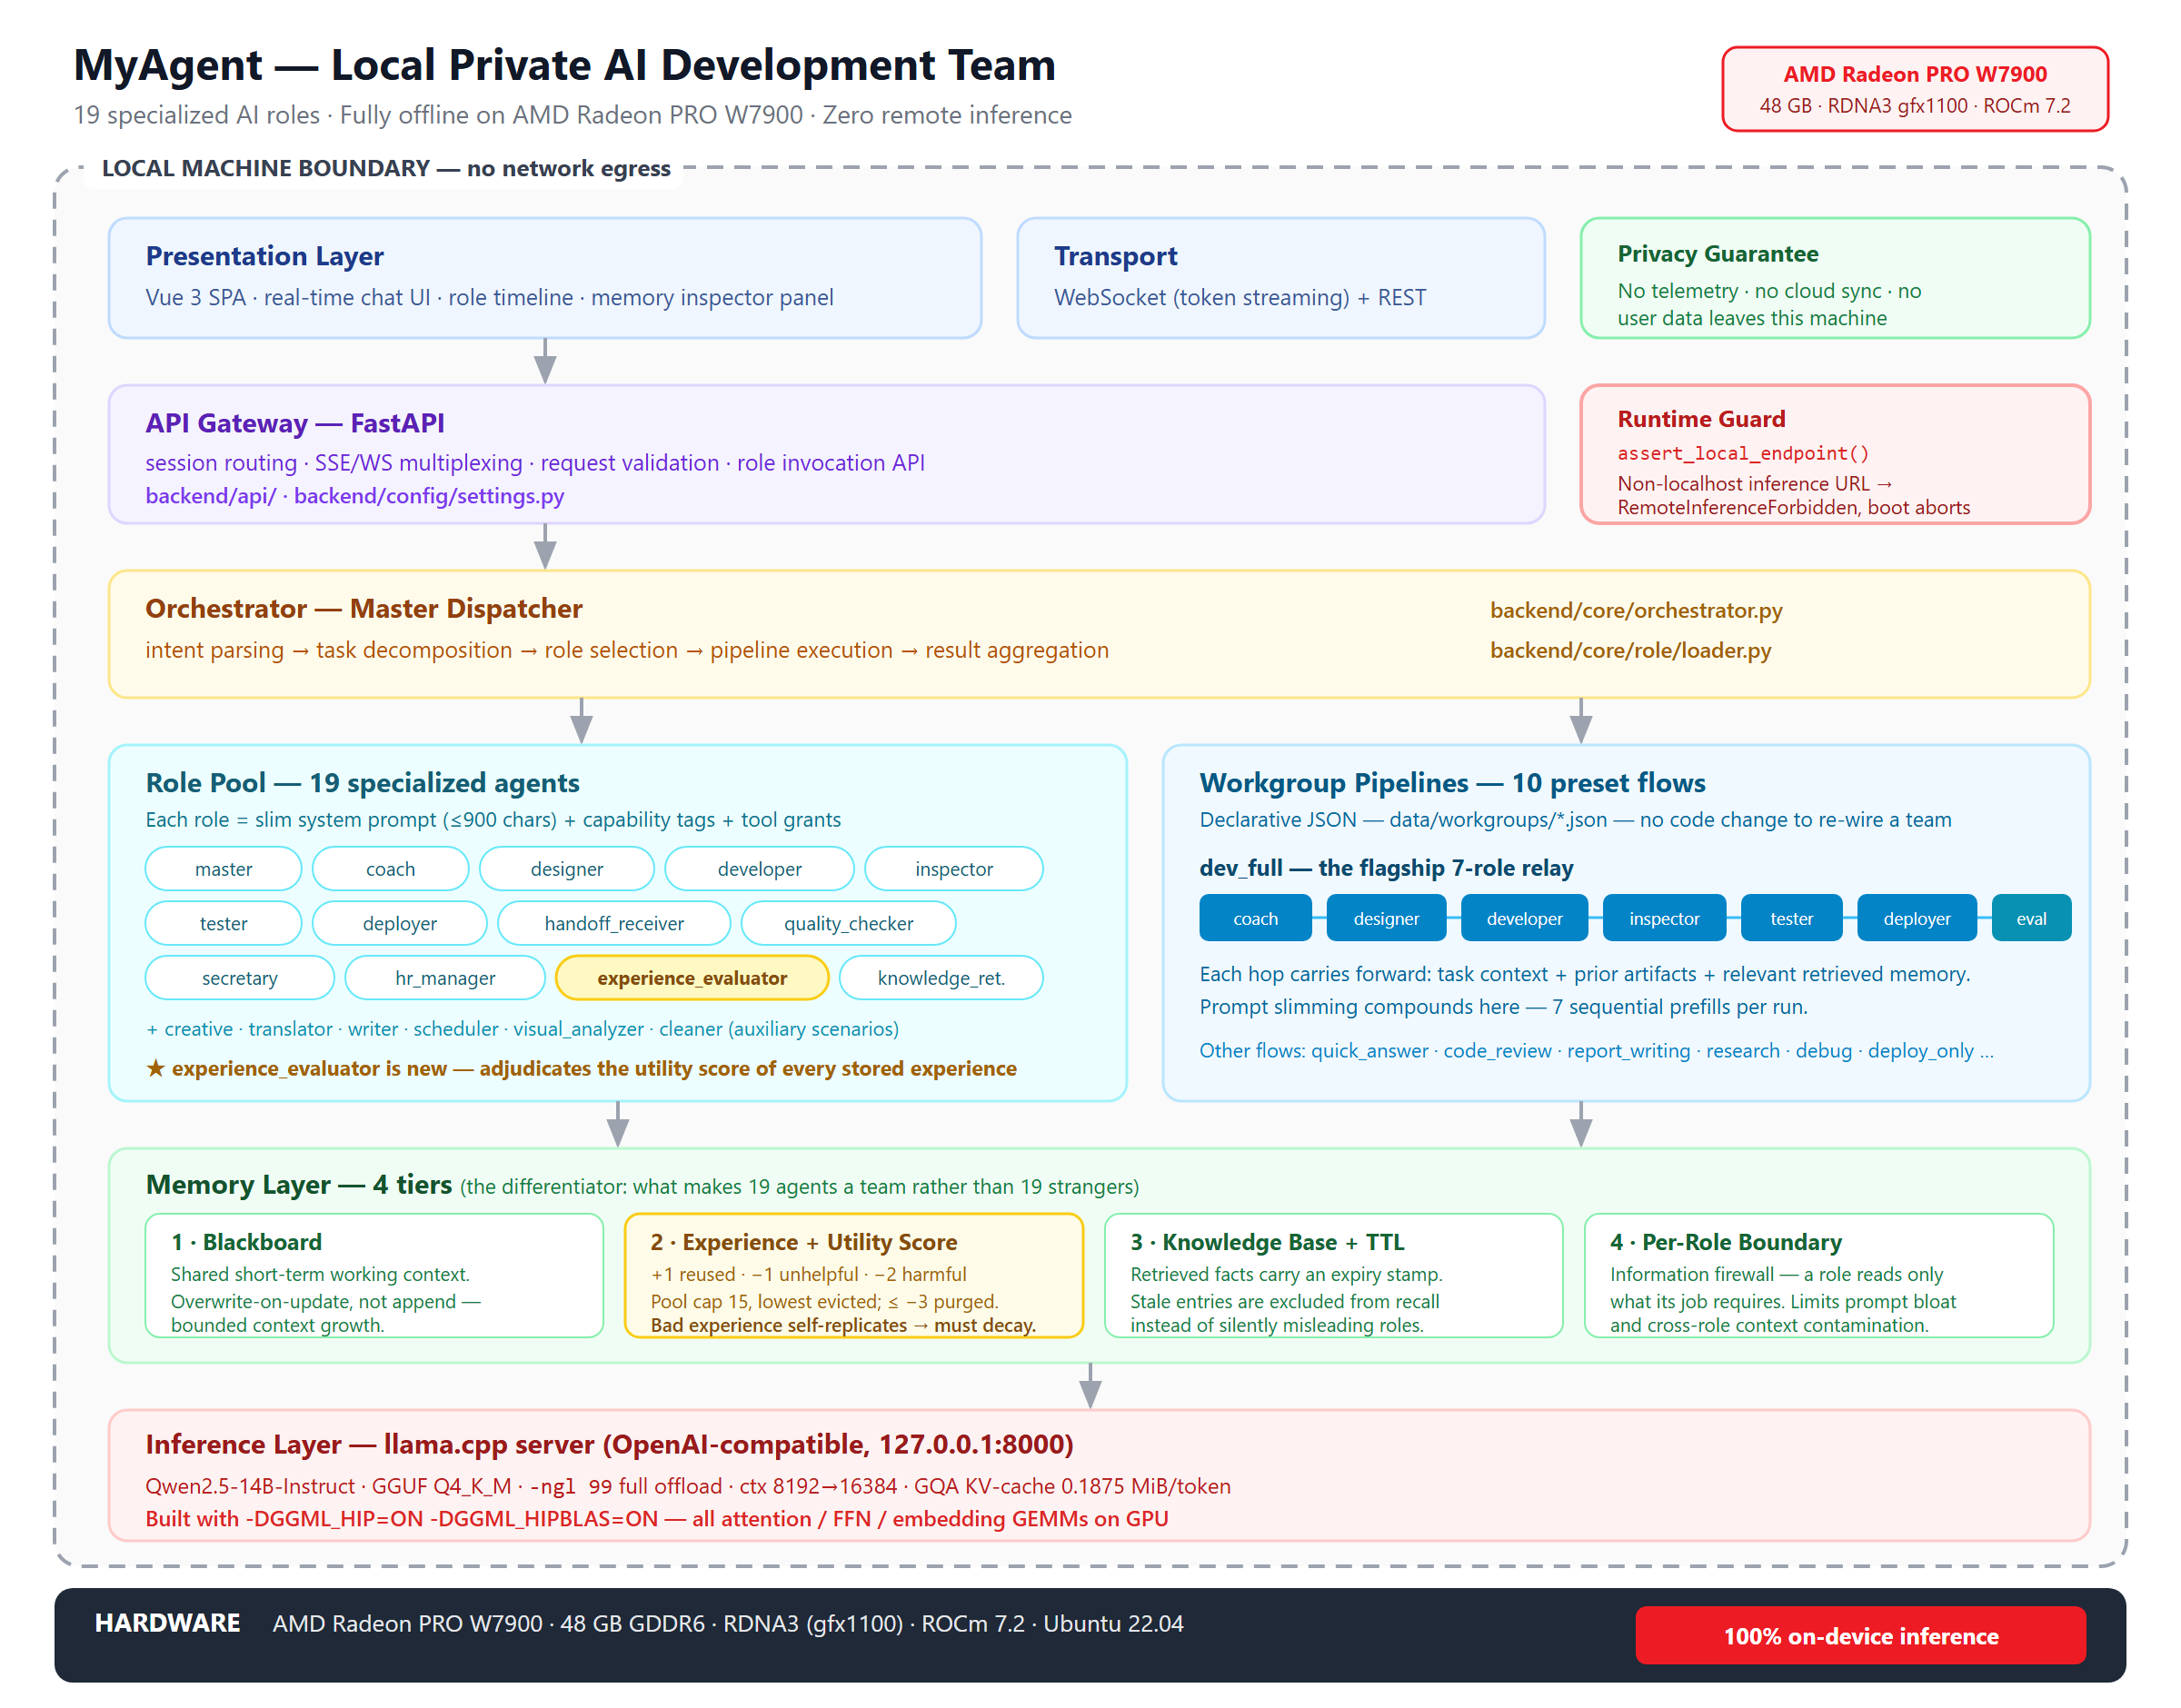 MyAgent — Local Private AI Development Team
19 specialized AI roles · Fully offline on AMD Radeon PRO W7900 · Zero remote inference
AMD Radeon PRO W7900
48 GB · RDNA3 gfx1100 · ROCm 7.2
LOCAL MACHINE BOUNDARY — no network egress
Presentation Layer
Vue 3 SPA · real-time chat UI · role timeline · memory inspector panel
Transport
WebSocket (token streaming) + REST
Privacy Guarantee
No telemetry · no cloud sync · no
user data leaves this machine
API Gateway — FastAPI
session routing · SSE/WS multiplexing · request validation · role invocation API
backend/api/ · backend/config/settings.py
Runtime Guard
assert_local_endpoint()
Non-localhost inference URL →
RemoteInferenceForbidden, boot aborts
Orchestrator — Master Dispatcher
intent parsing → task decomposition → role selection → pipeline execution → result aggregation
backend/core/orchestrator.py
backend/core/role/loader.py
Role Pool — 19 specialized agents
Each role = slim system prompt (≤900 chars) + capability tags + tool grants
master
coach
designer
developer
inspector
tester
deployer
handoff_receiver
quality_checker
secretary
hr_manager
experience_evaluator
knowledge_ret.
+ creative · translator · writer · scheduler · visual_analyzer · cleaner (auxiliary scenarios)
★ experience_evaluator is new — adjudicates the utility score of every stored experience
Workgroup Pipelines — 10 preset flows
Declarative JSON — data/workgroups/*.json — no code change to re-wire a team
dev_full — the flagship 7-role relay
coach
designer
developer
inspector
tester
deployer
eval
Each hop carries forward: task context + prior artifacts + relevant retrieved memory.
Prompt slimming compounds here — 7 sequential prefills per run.
Other flows: quick_answer · code_review · report_writing · research · debug · deploy_only ...
Memory Layer — 4 tiers (the differentiator: what makes 19 agents a team rather than 19 strangers)
1 · Blackboard
Shared short-term working context.
Overwrite-on-update, not append —
bounded context growth.
2 · Experience + Utility Score
+1 reused · −1 unhelpful · −2 harmful
Pool cap 15, lowest evicted; ≤ −3 purged.
Bad experience self-replicates → must decay.
3 · Knowledge Base + TTL
Retrieved facts carry an expiry stamp.
Stale entries are excluded from recall
instead of silently misleading roles.
4 · Per-Role Boundary
Information firewall — a role reads only
what its job requires. Limits prompt bloat
and cross-role context contamination.
Inference Layer — llama.cpp server (OpenAI-compatible, 127.0.0.1:8000)
Qwen2.5-14B-Instruct · GGUF Q4_K_M · -ngl 99 full offload · ctx 8192→16384 · GQA KV-cache 0.1875 MiB/token
Built with -DGGML_HIP=ON -DGGML_HIPBLAS=ON — all attention / FFN / embedding GEMMs on GPU
HARDWARE AMD Radeon PRO W7900 · 48 GB GDDR6 · RDNA3 (gfx1100) · ROCm 7.2 · Ubuntu 22.04
100% on-device inference